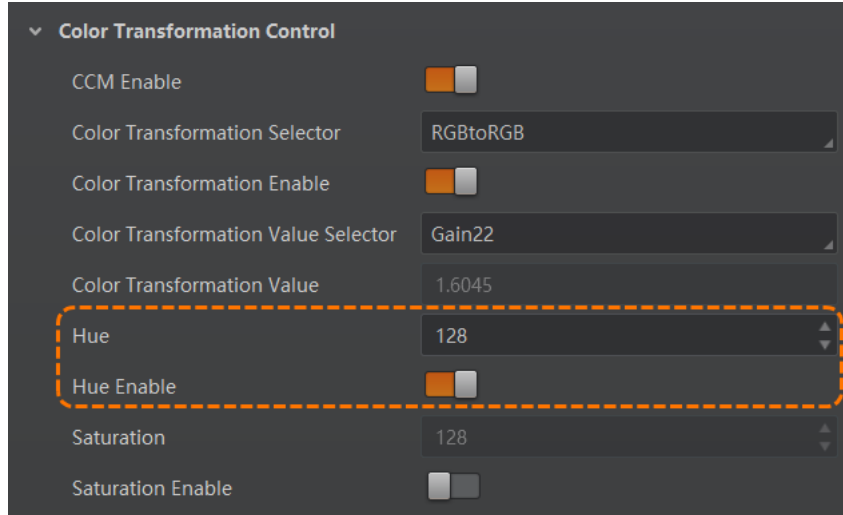 Color Transformation Control
CCM Enable
Color Transformation Selector RGBtoRGB
Color Transformation Enable
Color Transformation Value Selector Gain22
Color Transformation Value 1.6045
Hue 128
Hue Enable
Saturation 128
Saturation Enable